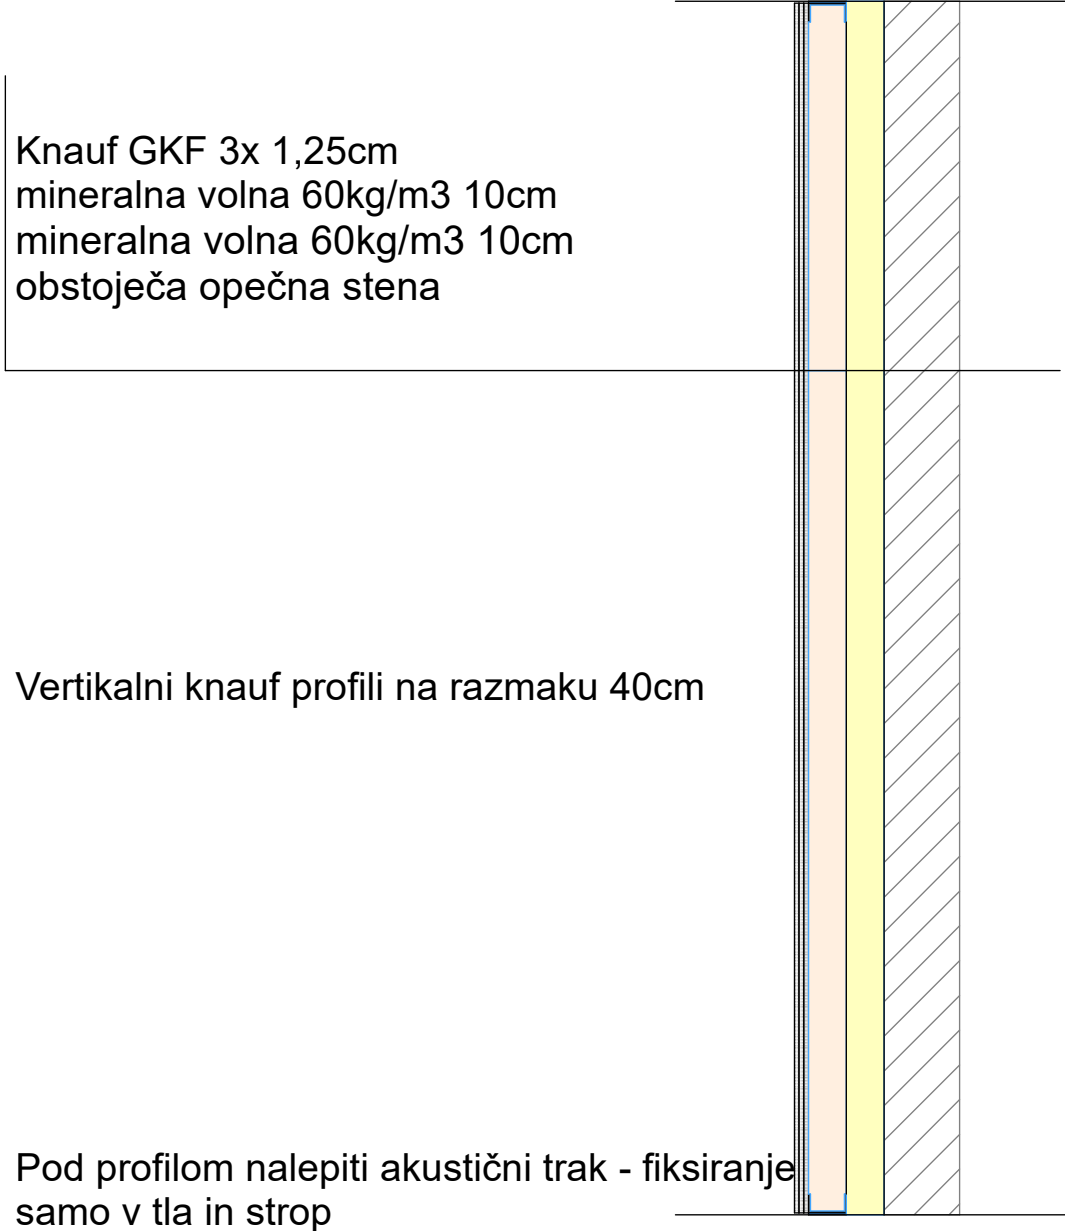 Knauf GKF 3x 1,25cm
mineralna volna 60kg/m3 10cm
mineralna volna 60kg/m3 10cm
obstoječa opečna stena
Vertikalni knauf profili na razmaku 40cm
Pod profilom nalepiti akustični trak - fiksiranje
samo v tla in strop